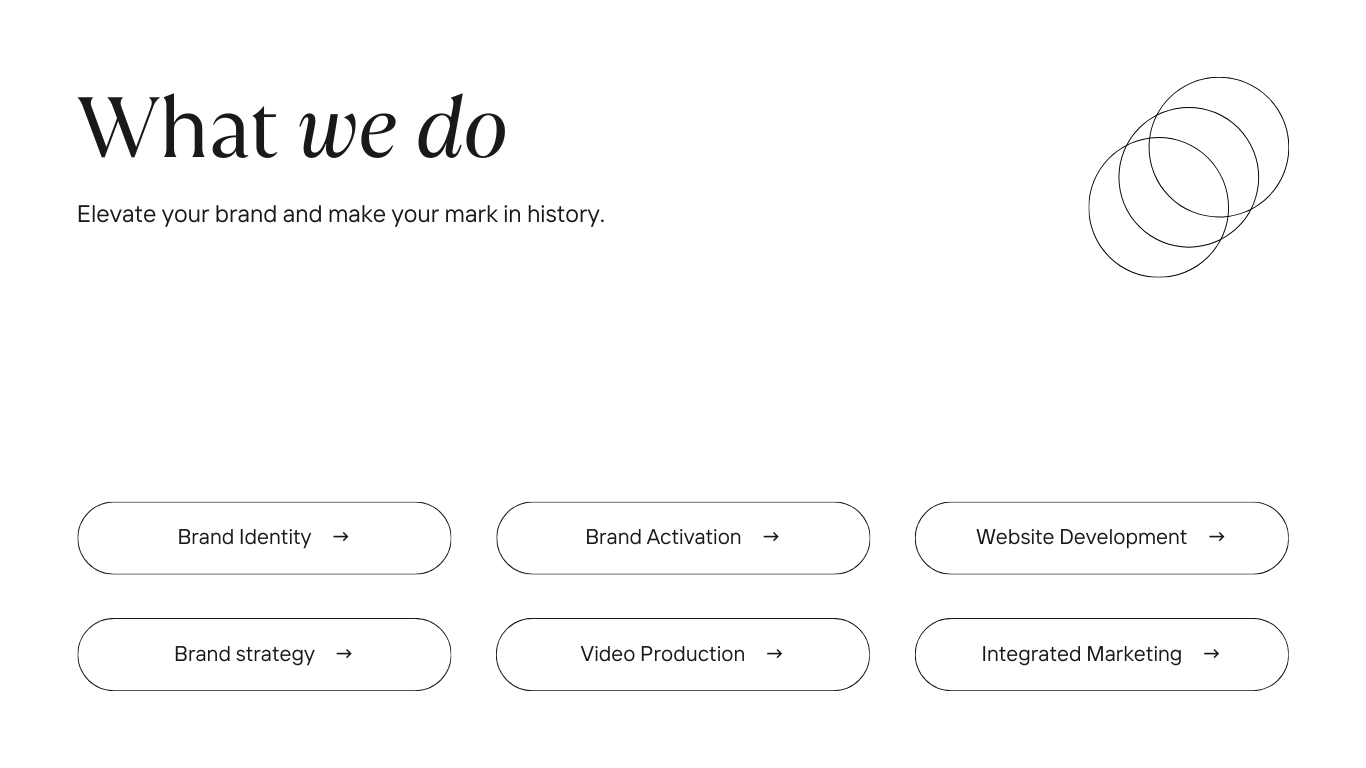 What we do
Elevate your brand and make your mark in history.
Brand Identity →
Brand Activation →
Website Development →
Brand strategy →
Video Production →
Integrated Marketing →